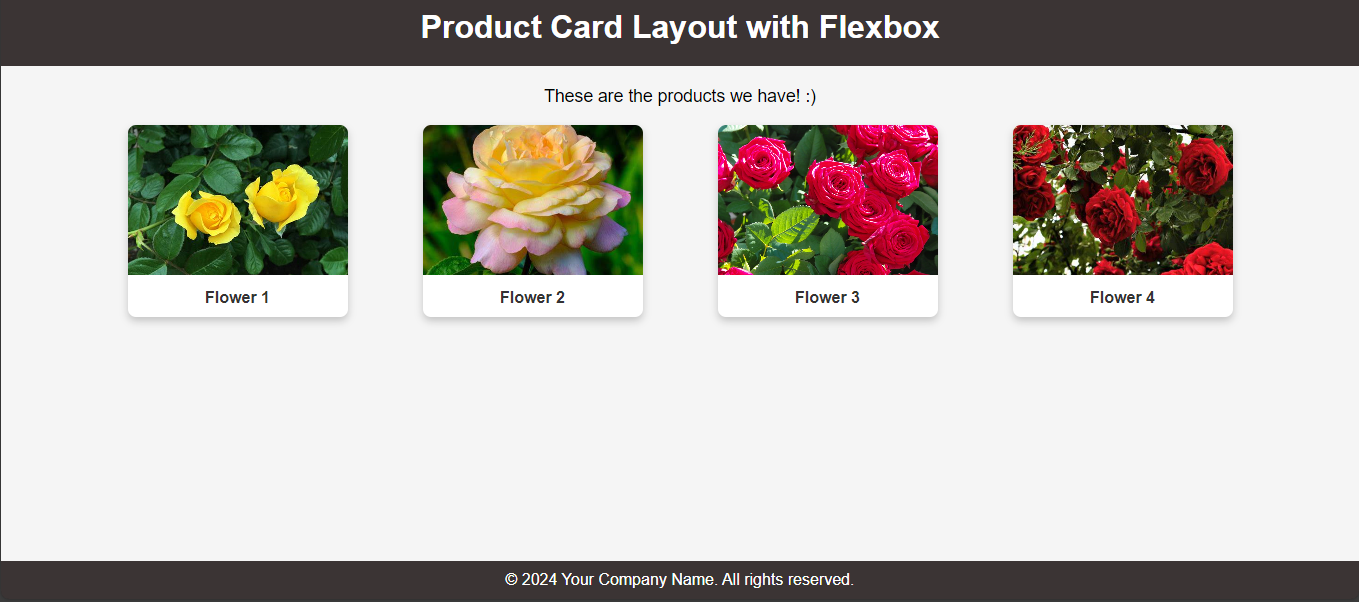 Product Card Layout with Flexbox
These are the products we have! :)
Flower 1
Flower 2
Flower 3
Flower 4
© 2024 Your Company Name. All rights reserved.